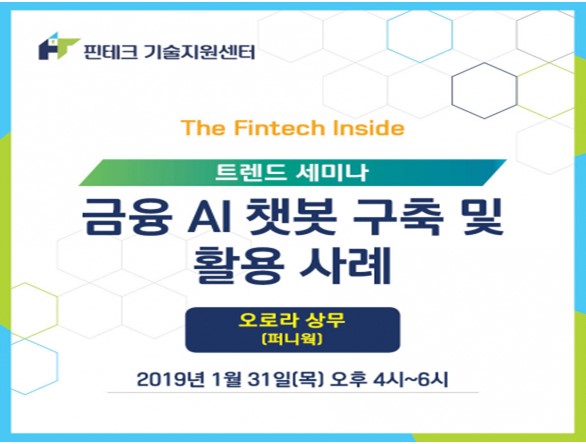 핀테크 기술지원센터
The Fintech Inside
트렌드 세미나
금융 AI 챗봇 구축 및
활용 사례
오로라 상무
(퍼니웍)
2019년 1월 31일(목) 오후 4시~6시